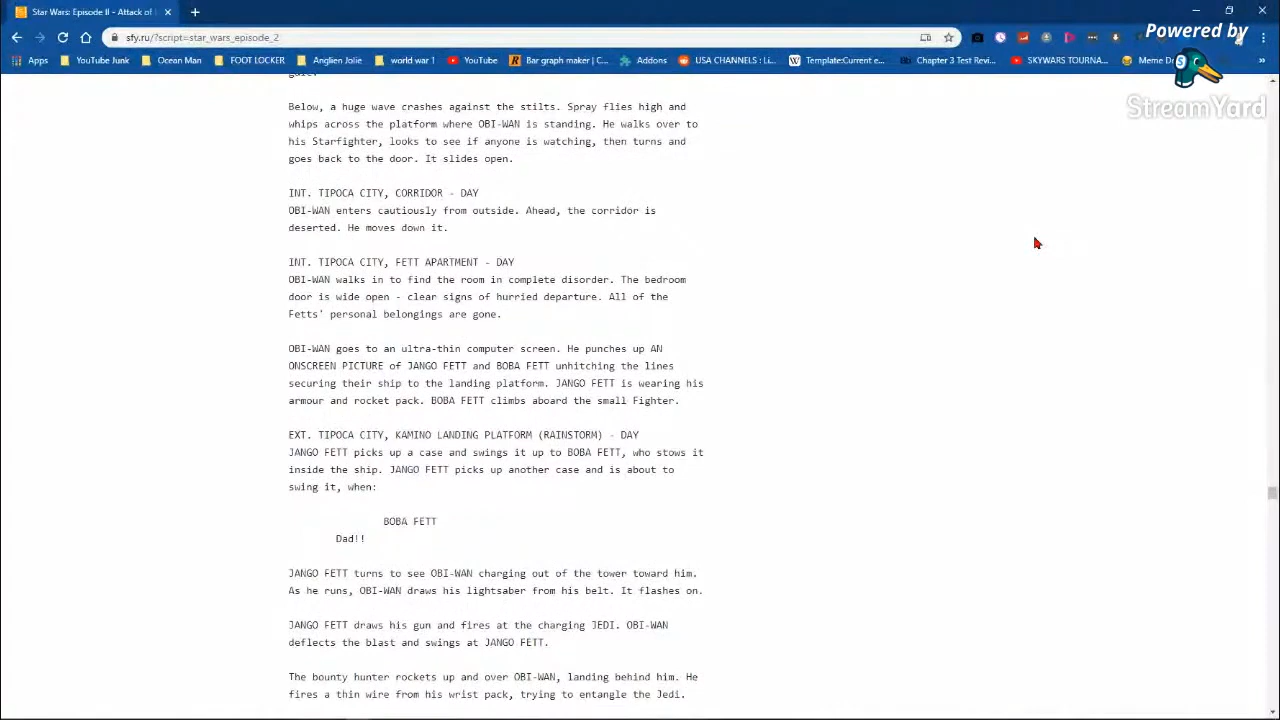 Star Wars: Episode II - Attack of
sfy.ru/?script=star_wars_episode_2
Powered by
Apps
YouTube Junk
Ocean Man
FOOT LOCKER
Anglien Jolie
world war 1
YouTube
Bar graph maker | C...
Addons
USA CHANNELS : Li...
Template:Current e...
Chapter 3 Test Revi...
SKYWARS TOURNA...
StreamYard
Below, a huge wave crashes against the stilts. Spray flies high and
whips across the platform where OBI-WAN is standing. He walks over to
his Starfighter, looks to see if anyone is watching, then turns and
goes back to the door. It slides open.
INT. TIPOCA CITY, CORRIDOR - DAY
OBI-WAN enters cautiously from outside. Ahead, the corridor is
deserted. He moves down it.
INT. TIPOCA CITY, FETT APARTMENT - DAY
OBI-WAN walks in to find the room in complete disorder. The bedroom
door is wide open - clear signs of hurried departure. All of the
Fetts' personal belongings are gone.
OBI-WAN goes to an ultra-thin computer screen. He punches up AN
ONSCREEN PICTURE of JANGO FETT and BOBA FETT unhitching the lines
securing their ship to the landing platform. JANGO FETT is wearing his
armour and rocket pack. BOBA FETT climbs aboard the small Fighter.
EXT. TIPOCA CITY, KAMINO LANDING PLATFORM (RAINSTORM) - DAY
JANGO FETT picks up a case and swings it up to BOBA FETT, who stows it
inside the ship. JANGO FETT picks up another case and is about to
swing it, when:
BOBA FETT
Dad!!
JANGO FETT turns to see OBI-WAN charging out of the tower toward him.
As he runs, OBI-WAN draws his lightsaber from his belt. It flashes on.
JANGO FETT draws his gun and fires at the charging JEDI. OBI-WAN
deflects the blast and swings at JANGO FETT.
The bounty hunter rockets up and over OBI-WAN, landing behind him. He
fires a thin wire from his wrist pack, trying to entangle the Jedi.